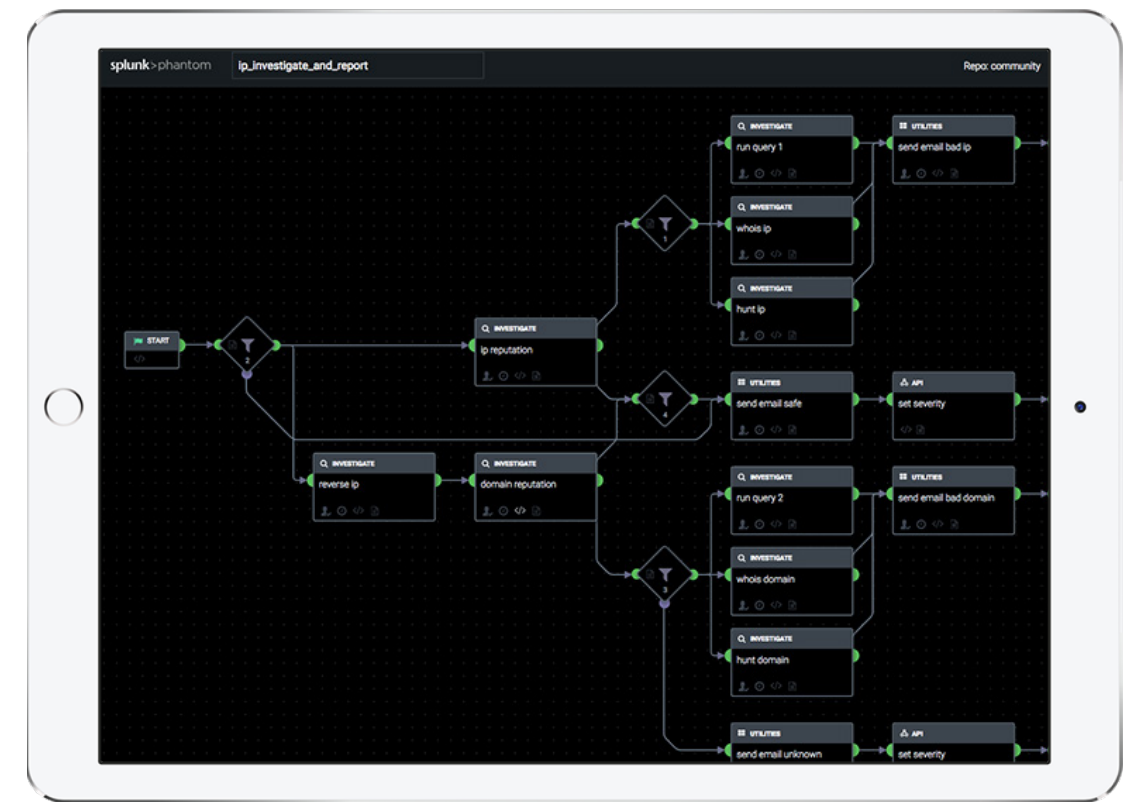 splunk>phantom
ip_investigate_and_report
Repo: community
START
</>
2
INVESTIGATE
ip reputation
</>
INVESTIGATE
reverse ip
</>
INVESTIGATE
domain reputation
</>
1
4
3
INVESTIGATE
run query 1
</>
UTILITIES
send email bad ip
</>
INVESTIGATE
whois ip
</>
INVESTIGATE
hunt ip
</>
UTILITIES
send email safe
</>
API
set severity
</>
INVESTIGATE
run query 2
</>
UTILITIES
send email bad domain
</>
INVESTIGATE
whois domain
</>
INVESTIGATE
hunt domain
</>
UTILITIES
send email unknown
API
set severity